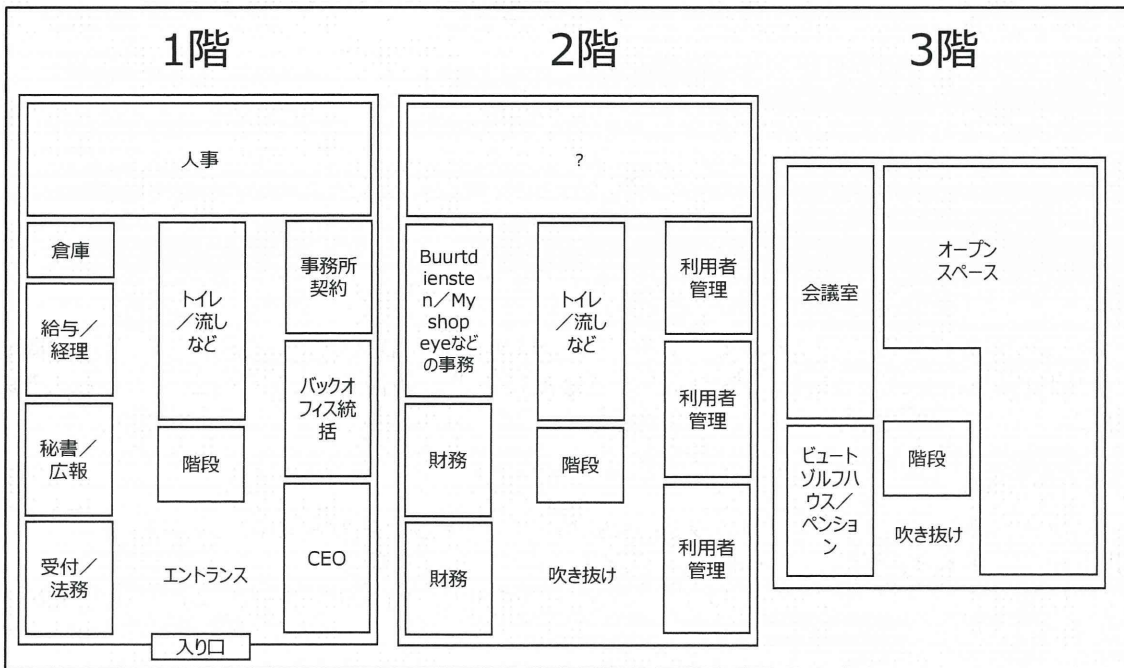 1階
人事
倉庫
給与／
経理
秘書／
広報
受付／
法務
トイレ
／流し
など
階段
エントランス
入り口
事務所
契約
バックオ
フィス統
括
CEO
2階
?
Buurtd
ienste
n／My
shop
eyeなど
の事務
財務
財務
トイレ
／流し
など
階段
吹き抜け
利用者
管理
利用者
管理
利用者
管理
3階
会議室
ビュート
ゾルフハ
ウス／
ペンショ
ン
オープン
スペース
階段
吹き抜け